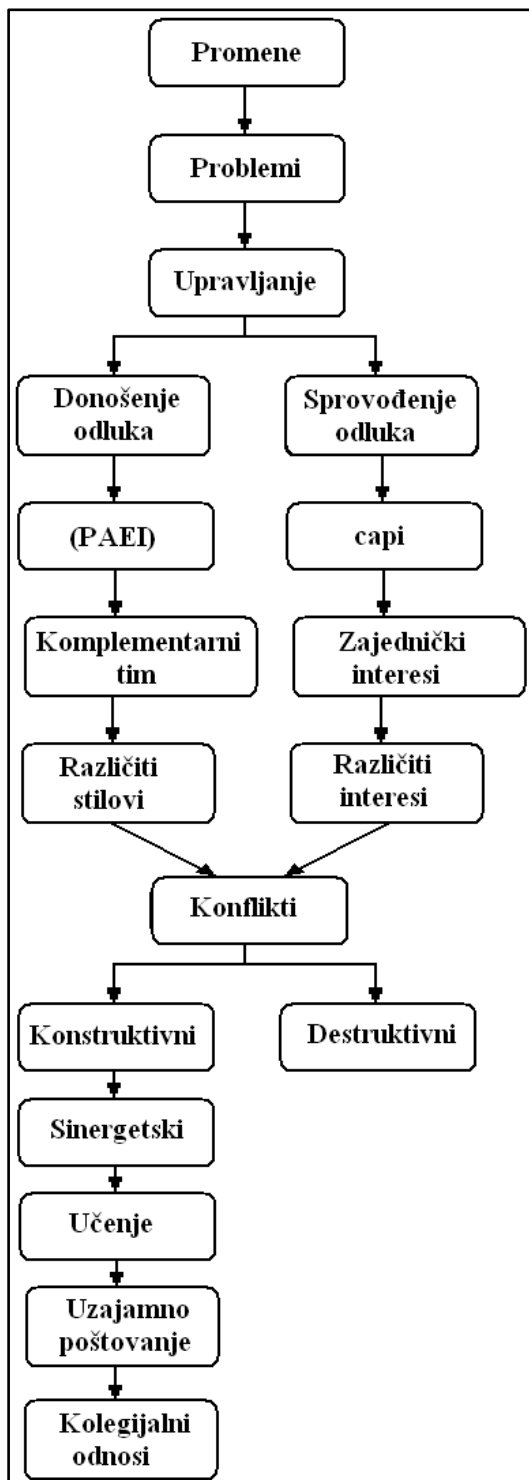 Promene
Problemi
Upravljanje
Donošenje
odluka
Sprovođenje
odluka
(PAEI)
capi
Komplementarni
tim
Zajednički
interesi
Različiti
stilovi
Različiti
interesi
Konflikti
Konstruktivni
Destruktivni
Sinergetski
Učenje
Uzajamno
poštovanje
Kolegijalni
odnosi